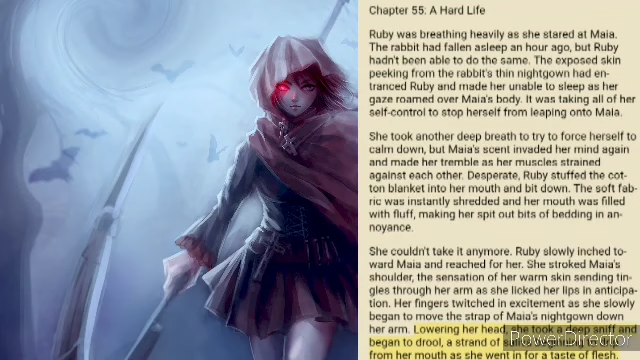 Chapter 55: A Hard Life
Ruby was breathing heavily as she stared at Maia.
The rabbit had fallen asleep an hour ago, but Ruby
hadn't been able to do the same. The exposed skin
peeking from the rabbit's thin nightgown had en-
tranced Ruby and made her unable to sleep as her
gaze roamed over Maia's body. It was taking all of her
self-control to stop herself from leaping onto Maia.
She took another deep breath to try to force herself to
calm down, but Maia's scent invaded her mind again
and made her tremble as her muscles strained
against each other. Desperate, Ruby stuffed the cot-
ton blanket into her mouth and bit down. The soft fab-
ric was instantly shredded and her mouth was filled
with fluff, making her spit out bits of bedding in an-
noyance.
She couldn't take it anymore. Ruby slowly inched to-
ward Maia and reached for her. She stroked Maia's
shoulder, the sensation of her warm skin sending tin-
gles through her arm as she licked her lips in anticipa-
tion. Her fingers twitched in excitement as she slowly
began to move the strap of Maia's nightgown down
her arm. Lowering her head, she took a deep sniff and
began to drool, a strand of
PowerDirector
from her mouth as she went in for a taste of flesh.